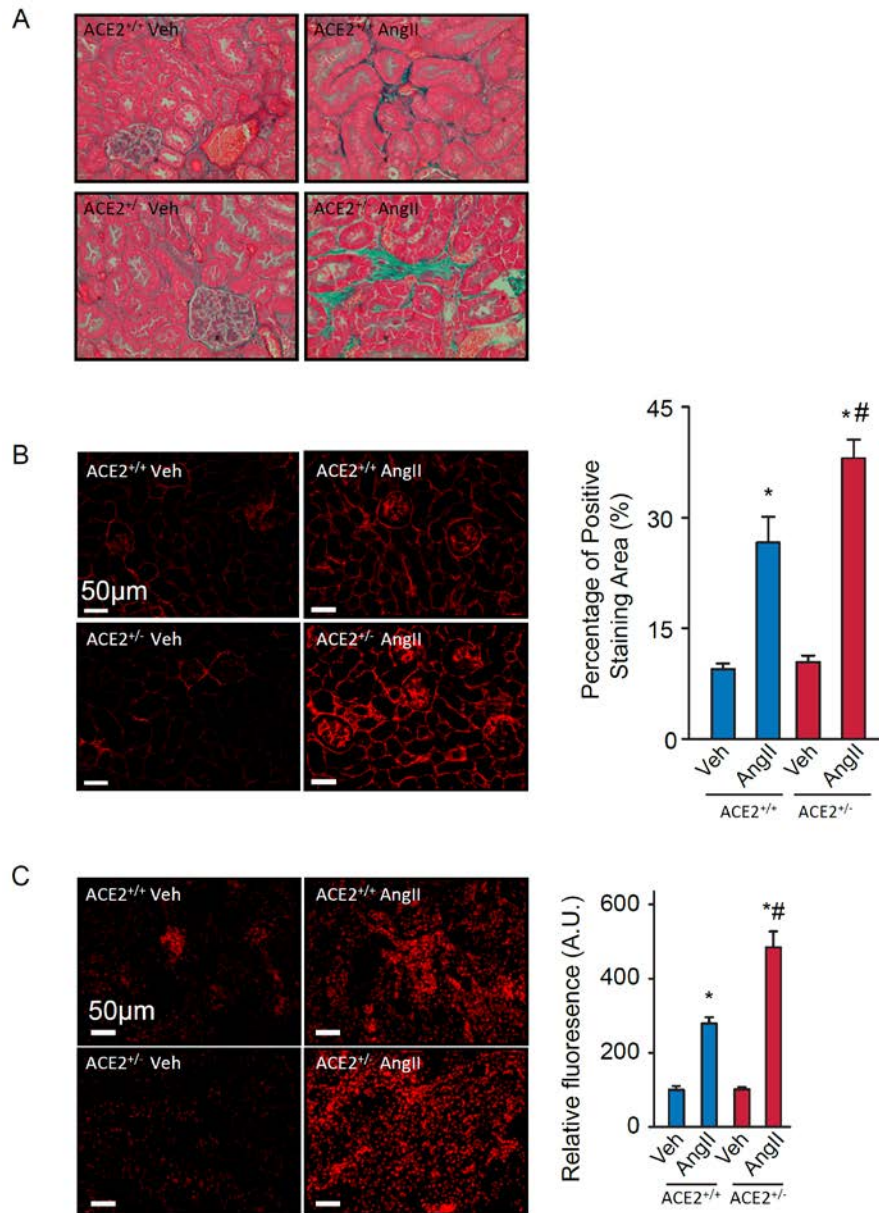 A
ACE2+/+ Veh
ACE2+/+ AngII
ACE2+/- Veh
ACE2+/- AngII
B
ACE2+/+ Veh
ACE2+/+ AngII
50µm
ACE2+/- Veh
ACE2+/- AngII
Percentage of Positive
Staining Area (%)
45
30
15
0
*
*#
Veh
AngII
Veh
AngII
ACE2+/+
ACE2+/-
C
ACE2+/+ Veh
ACE2+/+ AngII
50µm
ACE2+/- Veh
ACE2+/- AngII
Relative fluoresence (A.U.)
600
400
200
0
*
*#
Veh
AngII
Veh
AngII
ACE2+/+
ACE2+/-